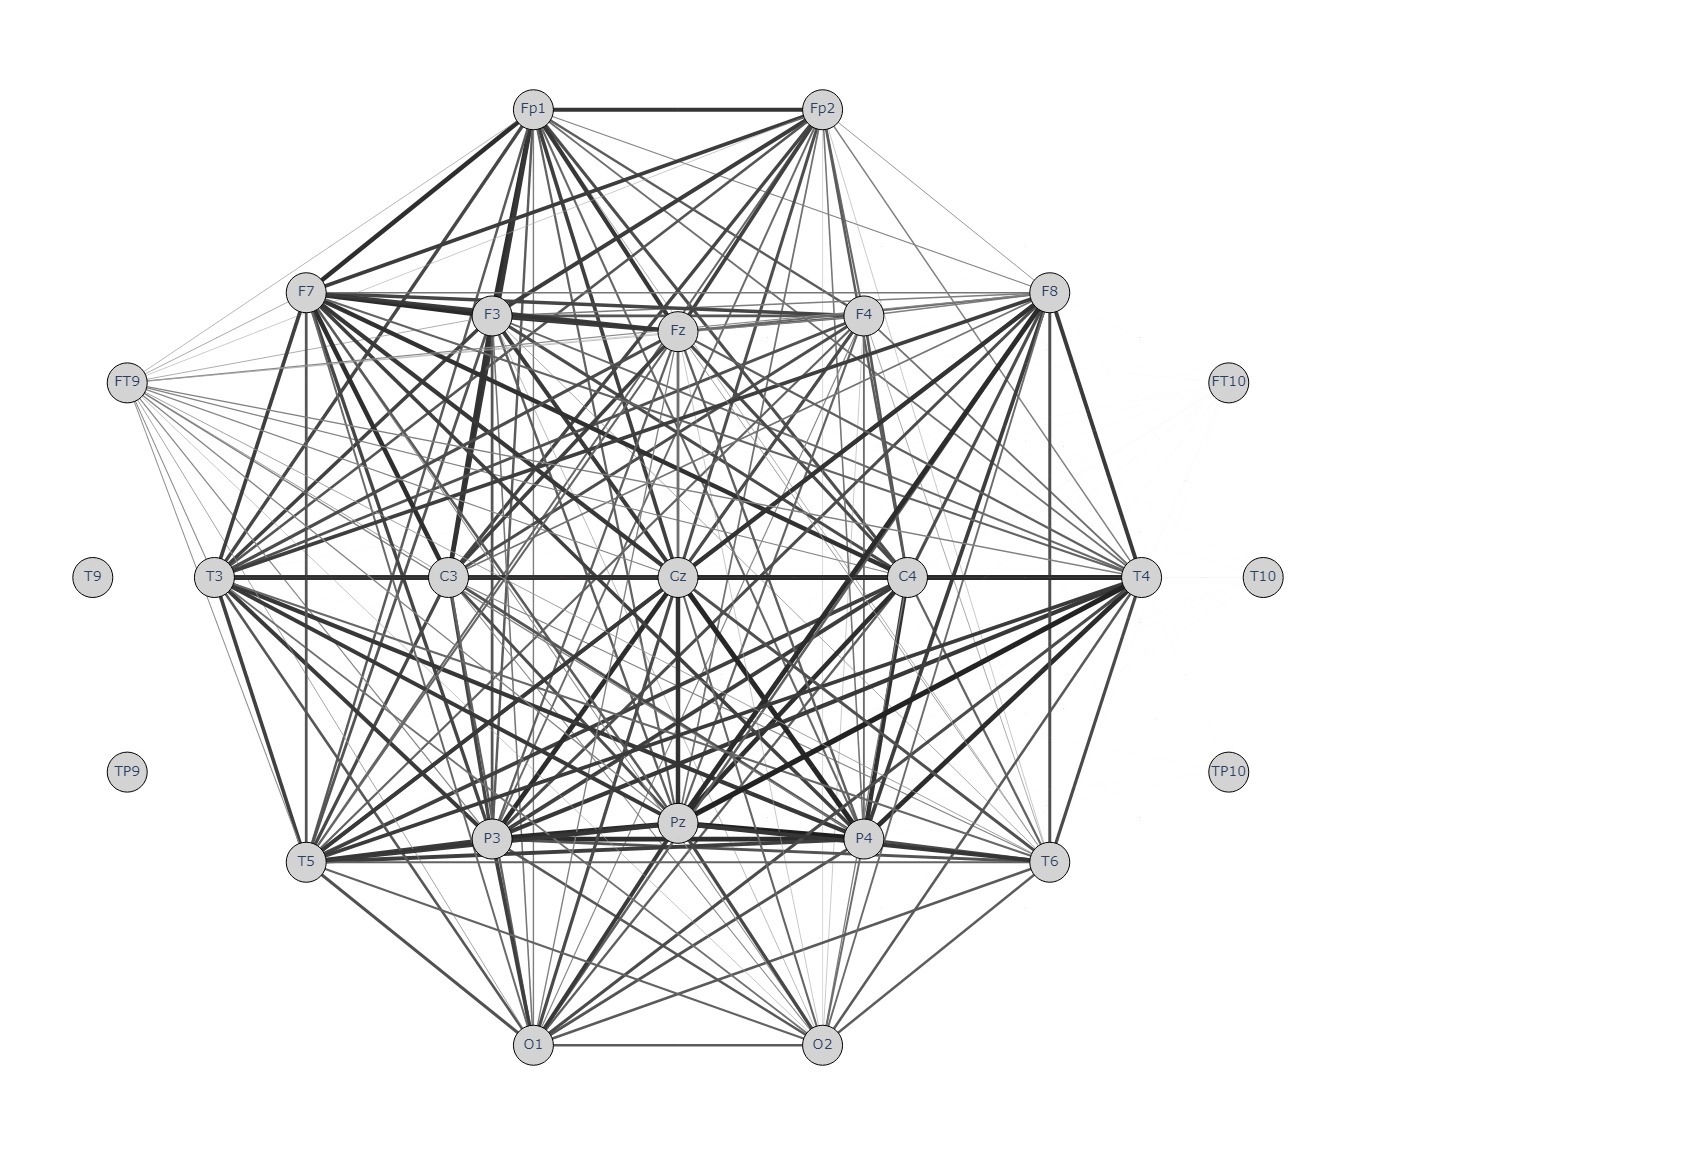 Fp1 Fp2
F7 F3 Fz F4 F8
FT9 FT10
T9 T3 C3 Cz C4 T4 T10
TP9 TP10
T5 P3 Pz P4 T6
O1 O2